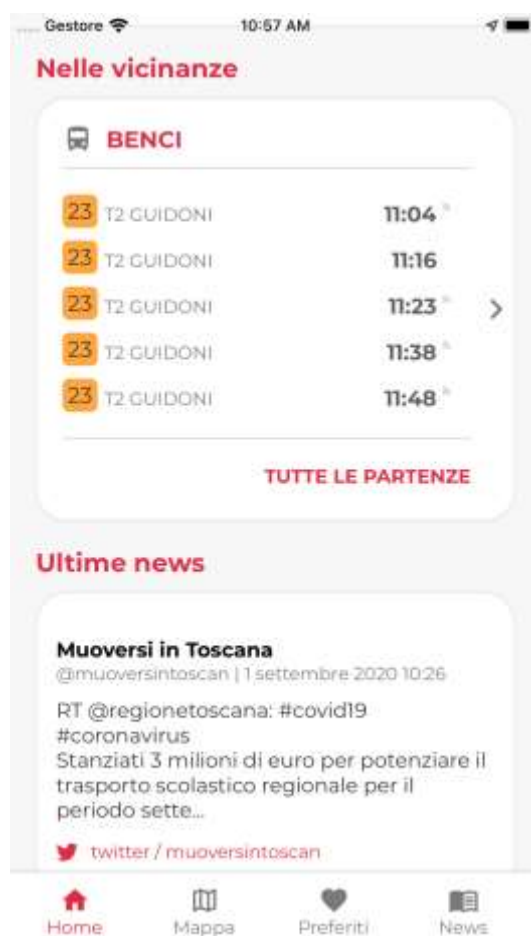 Gestore 10:57 AM
Nelle vicinanze
BENCI
23 T2 GUIDONI 11:04
23 T2 GUIDONI 11:16
23 T2 GUIDONI 11:23
23 T2 GUIDONI 11:38
23 T2 GUIDONI 11:48
TUTTE LE PARTENZE
Ultime news
Muoversi in Toscana
@muoversintoscan | 1 settembre 2020 10:26
RT @regionetoscana: #covid19
#coronavirus
Stanziati 3 milioni di euro per potenziare il
trasporto scolastico regionale per il
periodo sette...
twitter / muoversintoscan
Home Mappa Preferiti News